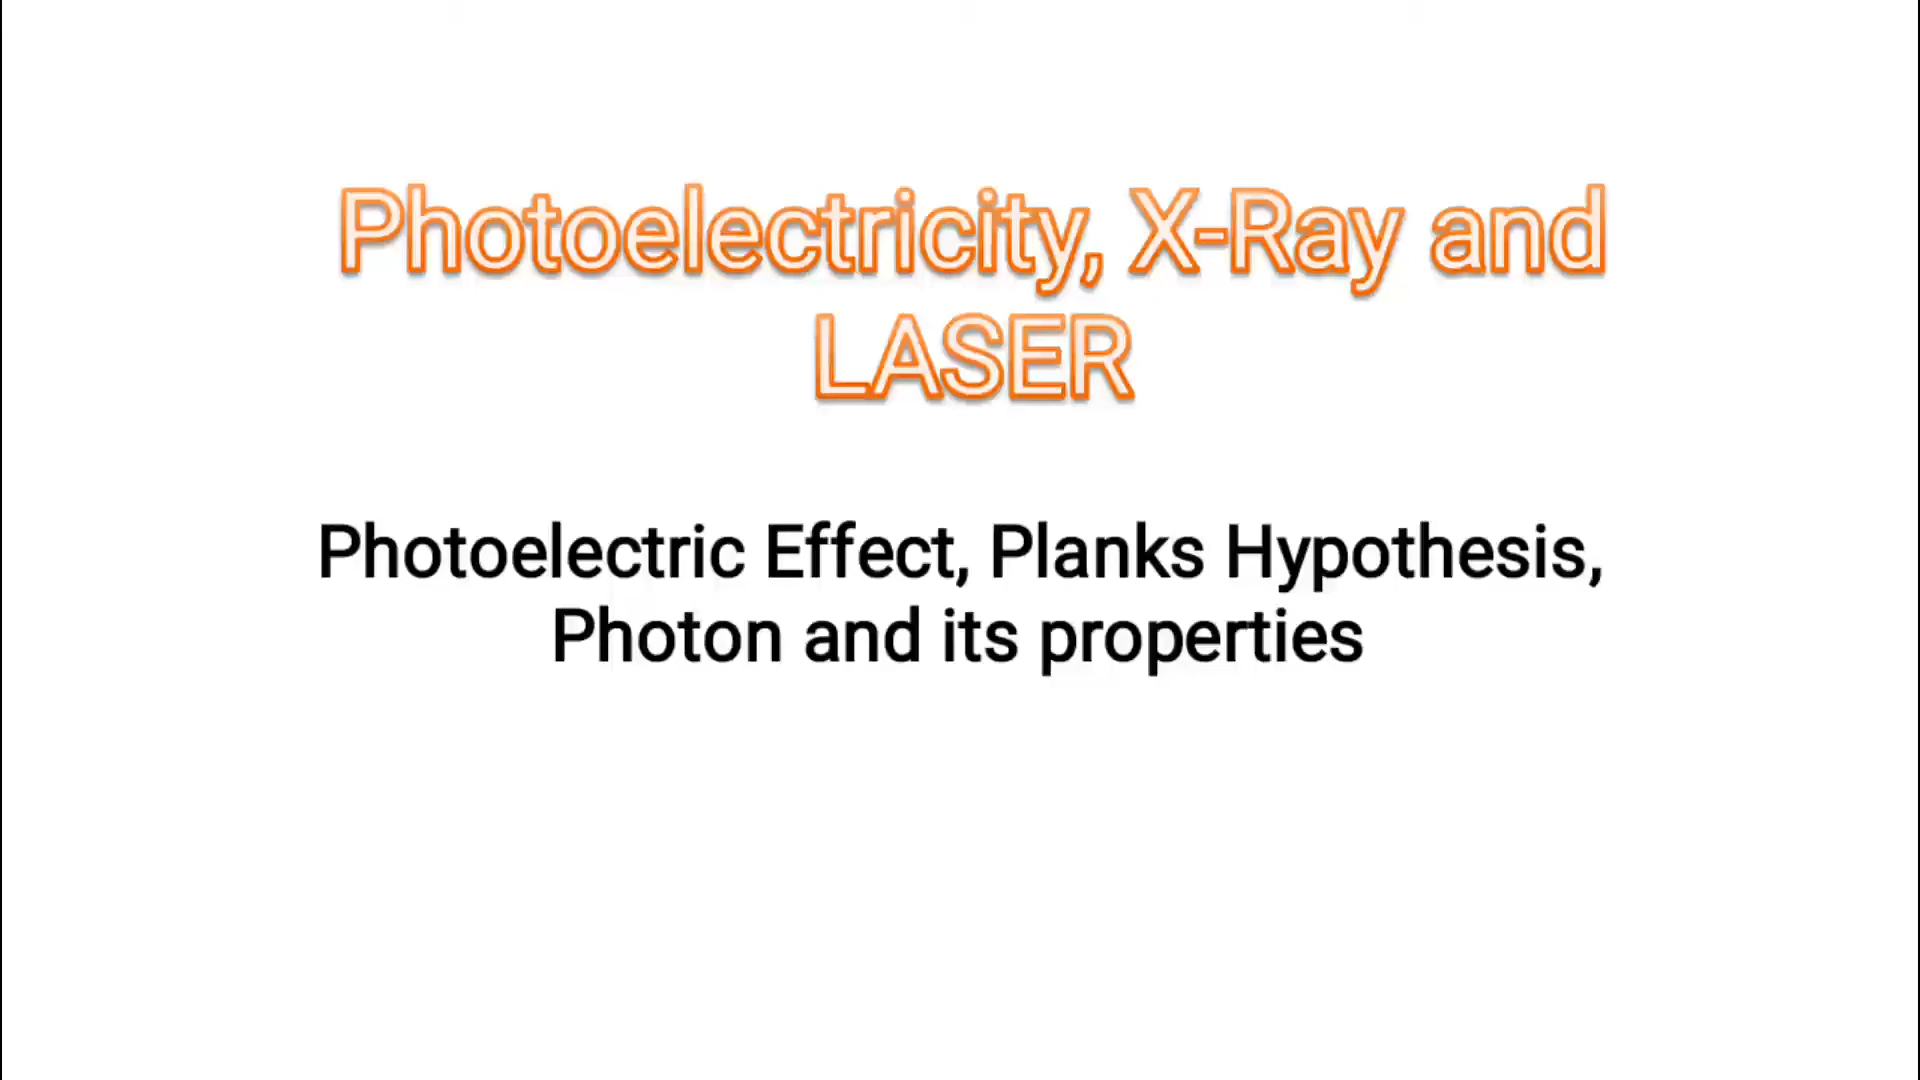 Photoelectricity, X-Ray and
LASER
Photoelectric Effect, Planks Hypothesis,
Photon and its properties